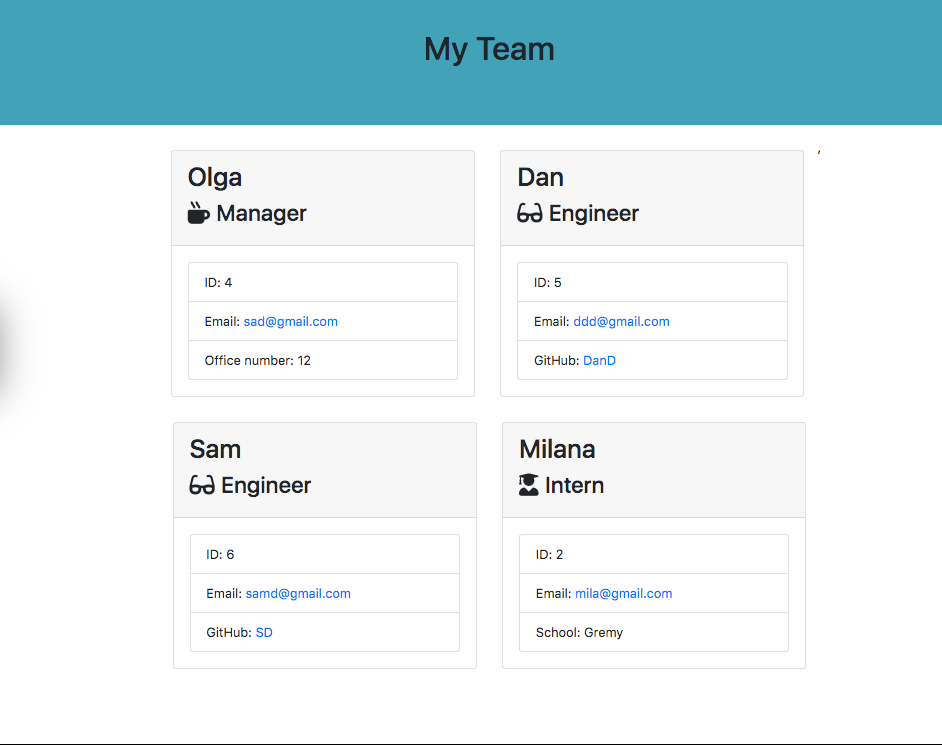 My Team
Olga
Manager
ID: 4
Email: sad@gmail.com
Office number: 12
Dan
Engineer
ID: 5
Email: ddd@gmail.com
GitHub: DanD
,
Sam
Engineer
ID: 6
Email: samd@gmail.com
GitHub: SD
Milana
Intern
ID: 2
Email: mila@gmail.com
School: Gremy